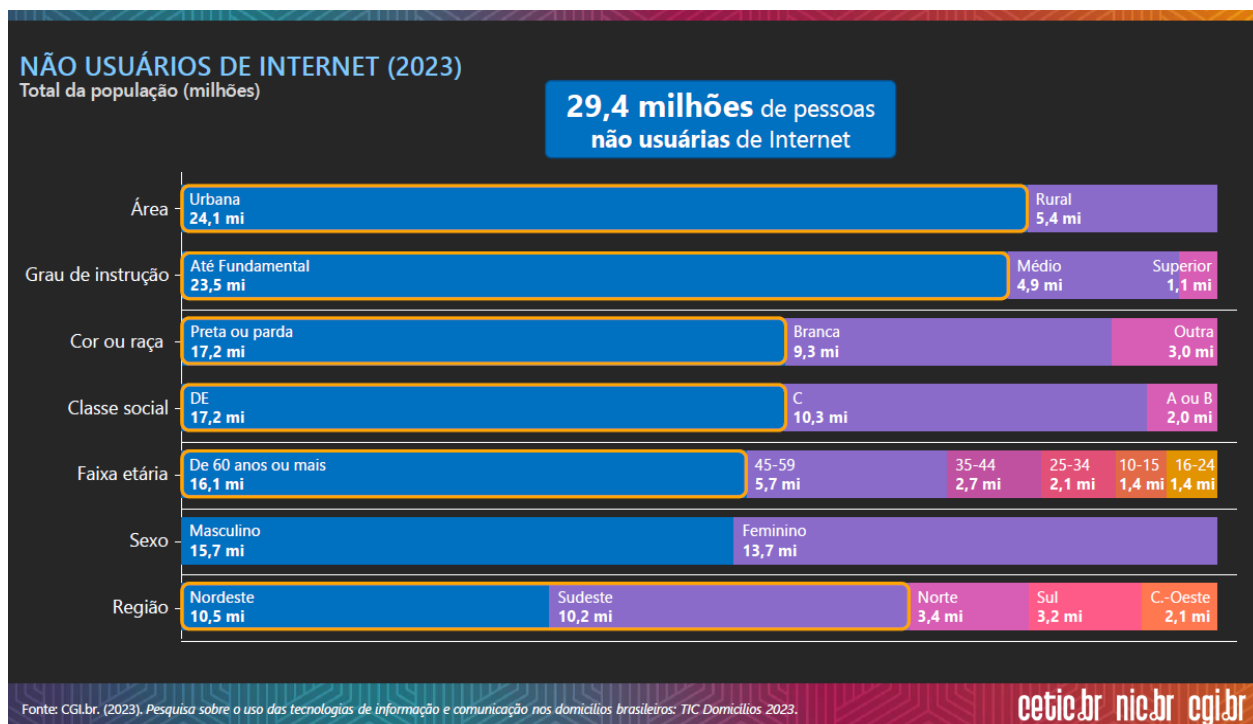 NÃO USUÁRIOS DE INTERNET (2023)
Total da população (milhões)
29,4 milhões de pessoas
não usuárias de Internet
Área
Urbana
24,1 mi
Rural
5,4 mi
Grau de instrução
Até Fundamental
23,5 mi
Médio
4,9 mi
Superior
1,1 mi
Cor ou raça
Preta ou parda
17,2 mi
Branca
9,3 mi
Outra
3,0 mi
Classe social
DE
17,2 mi
C
10,3 mi
A ou B
2,0 mi
Faixa etária
De 60 anos ou mais
16,1 mi
45-59
5,7 mi
35-44
2,7 mi
25-34
2,1 mi
10-15
1,4 mi
16-24
1,4 mi
Sexo
Masculino
15,7 mi
Feminino
13,7 mi
Região
Nordeste
10,5 mi
Sudeste
10,2 mi
Norte
3,4 mi
Sul
3,2 mi
C.-Oeste
2,1 mi
Fonte: CGI.br. (2023). Pesquisa sobre o uso das tecnologias de informação e comunicação nos domicílios brasileiros: TIC Domicílios 2023.
cetic.br nic.br cgi.br